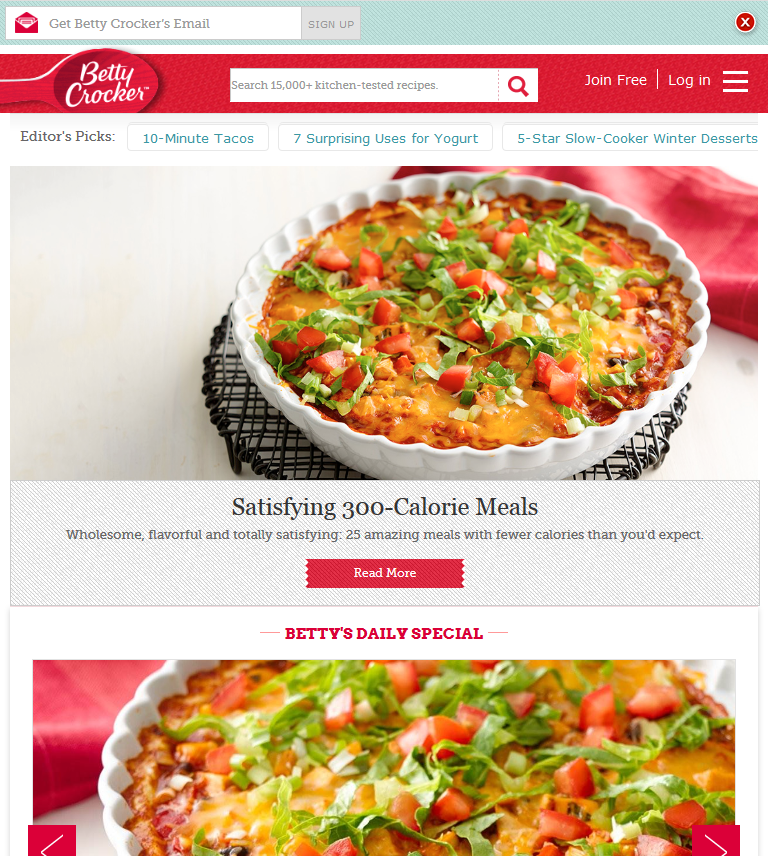 Get Betty Crocker's Email
SIGN UP
Betty
Crocker™
Search 15,000+ kitchen-tested recipes.
Join Free
Log in
Editor's Picks:
10-Minute Tacos
7 Surprising Uses for Yogurt
5-Star Slow-Cooker Winter Desserts
Satisfying 300-Calorie Meals
Wholesome, flavorful and totally satisfying: 25 amazing meals with fewer calories than you'd expect.
Read More
BETTY'S DAILY SPECIAL